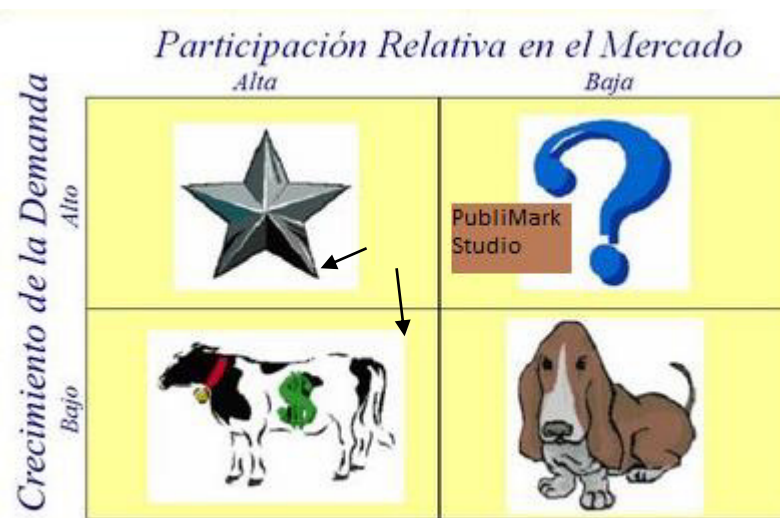 Participación Relativa en el Mercado
Alta
Baja
Crecimiento de la Demanda
Alto
PubliMark
Studio
Bajo
$